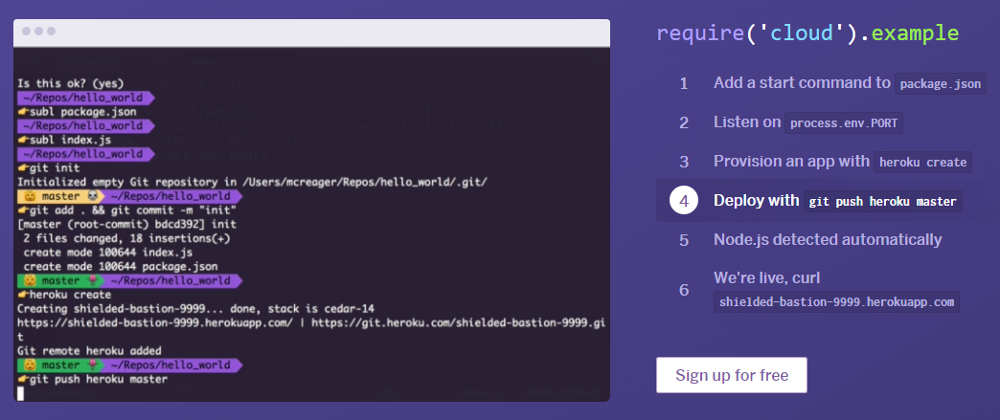 Is this ok? (yes)
~/Repos/hello_world
subl package.json
~/Repos/hello_world
subl index.js
~/Repos/hello_world
git init
Initialized empty Git repository in /Users/mcreager/Repos/hello_world/.git/
master ~/Repos/hello_world
git add . && git commit -m "init"
[master (root-commit) bdcd392] init
2 files changed, 18 insertions(+)
create mode 100644 index.js
create mode 100644 package.json
master ~/Repos/hello_world
heroku create
Creating shielded-bastion-9999... done, stack is cedar-14
https://shielded-bastion-9999.herokuapp.com/ | https://git.heroku.com/shielded-bastion-9999.gi
t
Git remote heroku added
master ~/Repos/hello_world
git push heroku master
require('cloud').example
1 Add a start command to package.json
2 Listen on process.env.PORT
3 Provision an app with heroku create
4 Deploy with git push heroku master
5 Node.js detected automatically
6 We're live, curl
shielded-bastion-9999.herokuapp.com
Sign up for free